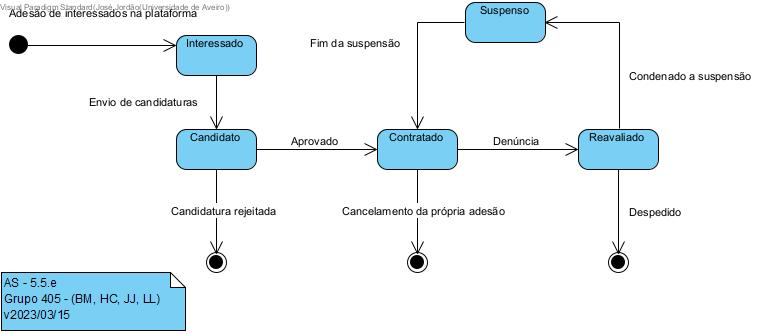 Visual Paradigm Standard(José Jordão(Universidade de Aveiro))
Adesão de interessados na plataforma
Suspenso
Interessado
Fim da suspensão
Condenado a suspensão
Envio de candidaturas
Candidato
Aprovado
Contratado
Denúncia
Reavaliado
Candidatura rejeitada
Cancelamento da própria adesão
Despedido
AS - 5.5.e
Grupo 405 - (BM, HC, JJ, LL)
v2023/03/15